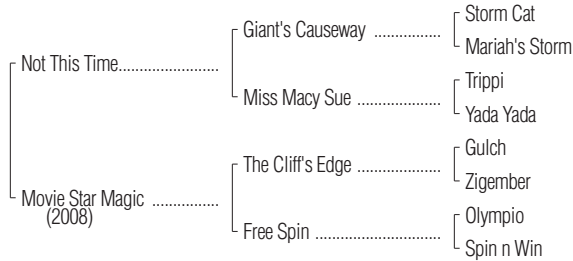 Storm Cat
Giant's Causeway ..................
Mariah's Storm
Not This Time.......................
Trippi
Miss Macy Sue ...................
Yada Yada
Gulch
The Cliff's Edge ...................
Zigember
Movie Star Magic ................
(2008)
Olympio
Free Spin .............................
Spin n Win